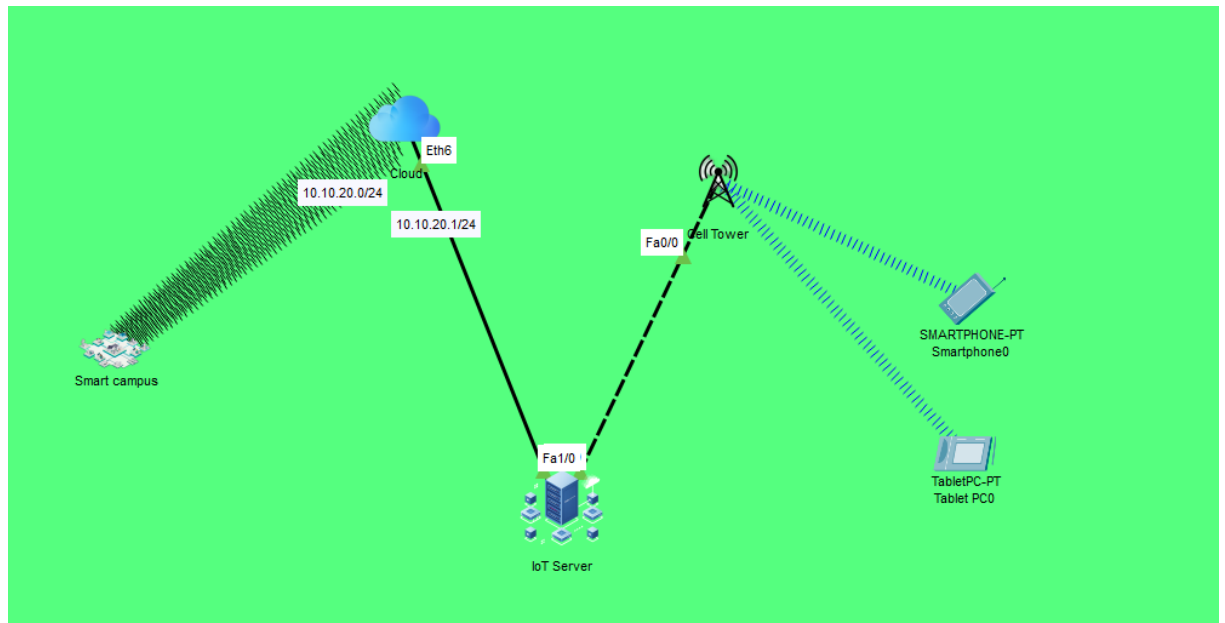 Eth6
Cloud
10.10.20.0/24
10.10.20.1/24
Fa0/0
Cell Tower
SMARTPHONE-PT
Smartphone0
Smart campus
Fa1/0
TabletPC-PT
Tablet PC0
IoT Server